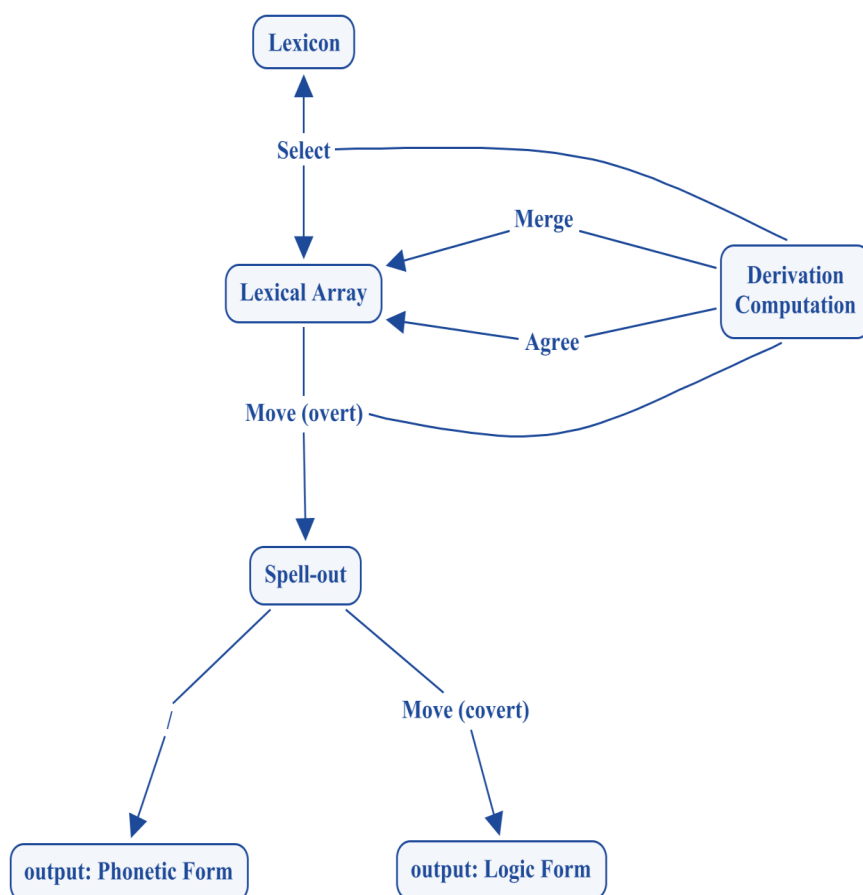 Lexicon
Select
Merge
Derivation
Computation
Lexical Array
Agree
Move (overt)
Spell-out
Move (covert)
/
output: Phonetic Form
output: Logic Form